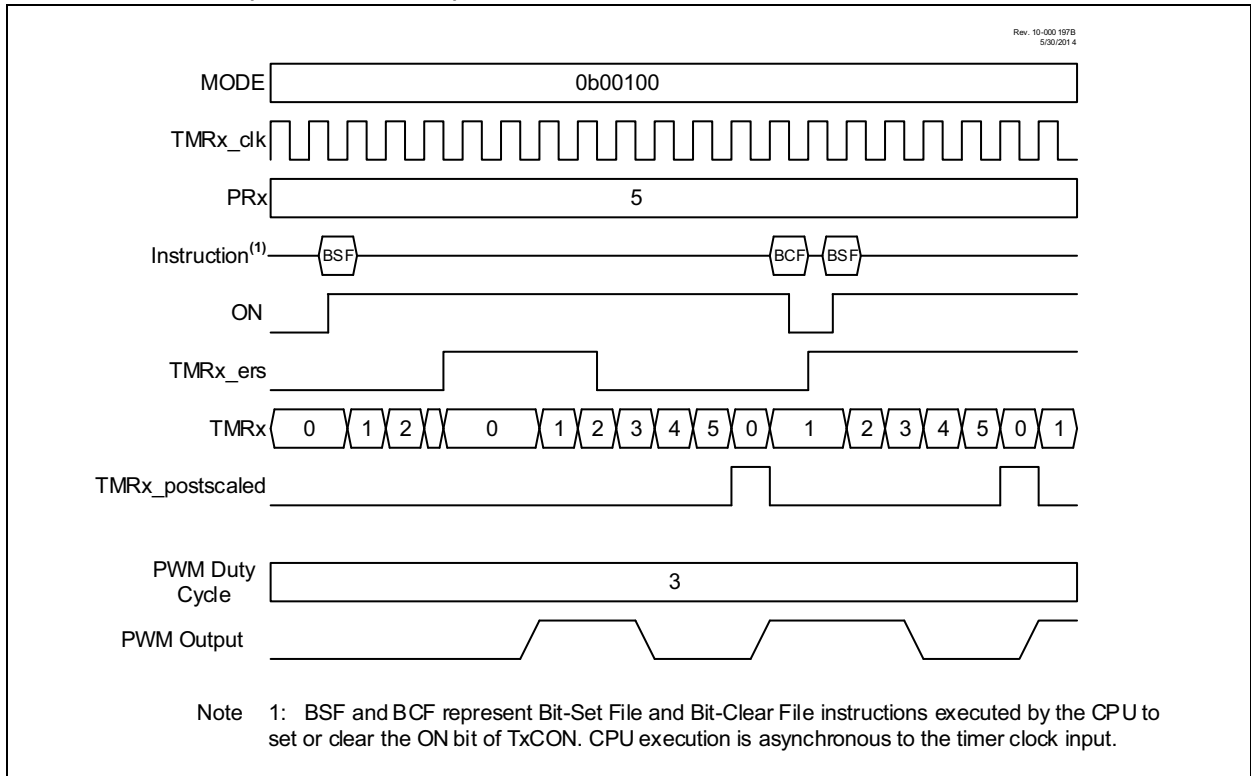 Rev. 10-000 197B
5/30/201 4
MODE
0b00100
TMRx_clk
PRx
5
Instruction(1)
BSF
BCF
BSF
ON
TMRx_ers
TMRx
0
1
2
0
1
2
3
4
5
0
1
2
3
4
5
0
1
TMRx_postscaled
PWM Duty
Cycle
3
PWM Output
Note 1: BSF and BCF represent Bit-Set File and Bit-Clear File instructions executed by the CPU to
set or clear the ON bit of TxCON. CPU execution is asynchronous to the timer clock input.